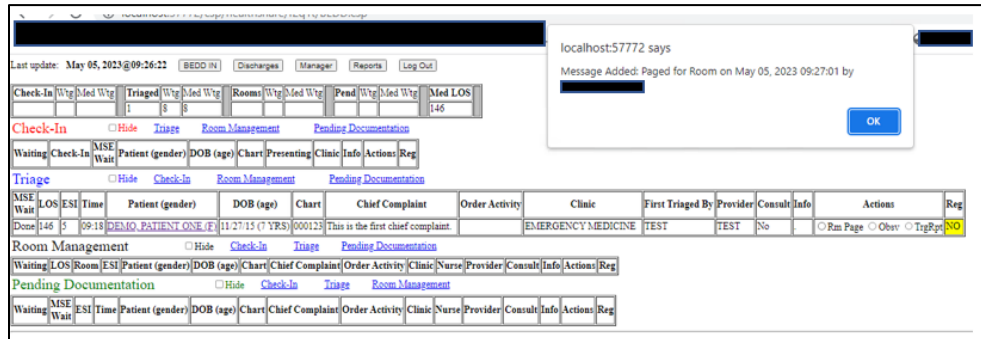 localhost:57772/csp/healthshare/
localhost:57772 says
Message Added: Paged for Room on May 05, 2023 09:27:01 by
OK
Last update: May 05, 2023@09:26:22 BEDD IN Discharges Manager Reports Log Out
Check-In Wtg Med Wtg Triaged Wtg Med Wtg Rooms Wtg Med Wtg Pend Wtg Med Wtg Med LOS
1 8 8 146
Check-In Hide Triage Room Management Pending Documentation
Waiting Check-In MSE Wait Patient (gender) DOB (age) Chart Presenting Clinic Info Actions Reg
Triage Hide Check-In Room Management Pending Documentation
MSE Wait LOS ESI Time Patient (gender) DOB (age) Chart Chief Complaint Order Activity Clinic First Triaged By Provider Consult Info Actions Reg
Done 146 5 09:18 DEMO, PATIENT ONE (F) 11/27/15 (7 YRS) 000123 This is the first chief complaint. EMERGENCY MEDICINE TEST TEST No . Rm Page Obsv TrgRpt NO
Room Management Hide Check-In Triage Pending Documentation
Waiting LOS Room ESI Patient (gender) DOB (age) Chart Chief Complaint Order Activity Clinic Nurse Provider Consult Info Actions Reg
Pending Documentation Hide Check-In Triage Room Management
Waiting MSE Wait ESI Time Patient (gender) DOB (age) Chart Chief Complaint Order Activity Clinic Nurse Provider Consult Info Actions Reg